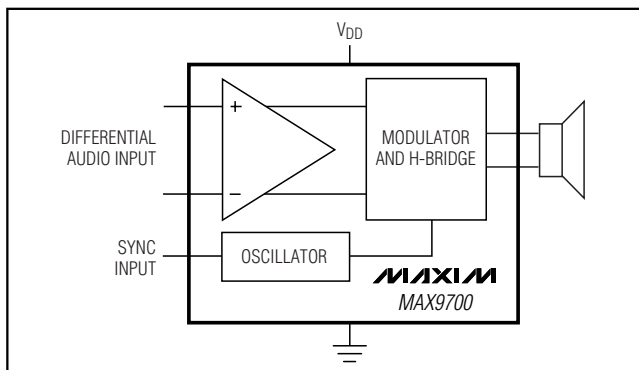 VDD
+
DIFFERENTIAL
AUDIO INPUT
−
MODULATOR
AND H-BRIDGE
SYNC
INPUT
OSCILLATOR
MAXIM
MAX9700